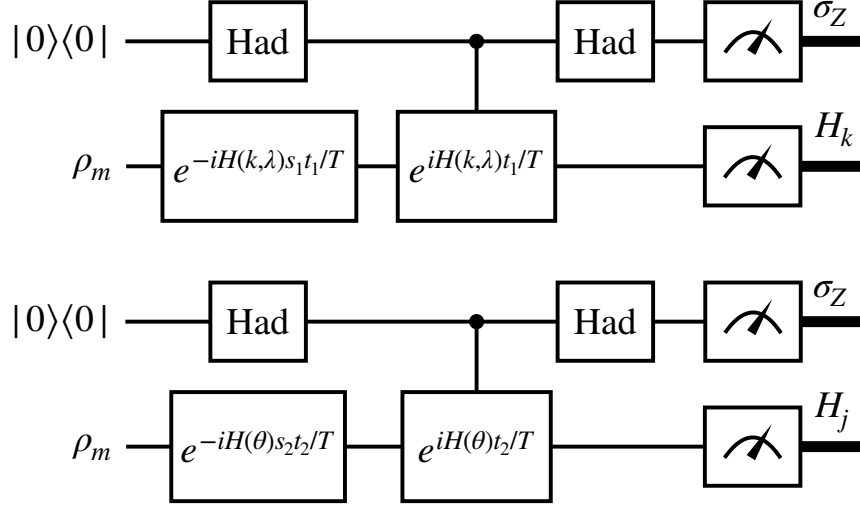 |0⟩⟨0| Had Had σ_Z
ρ_m e^{-iH(k,λ)s_1t_1/T} e^{iH(k,λ)t_1/T} H_k
|0⟩⟨0| Had Had σ_Z
ρ_m e^{-iH(θ)s_2t_2/T} e^{iH(θ)t_2/T} H_j